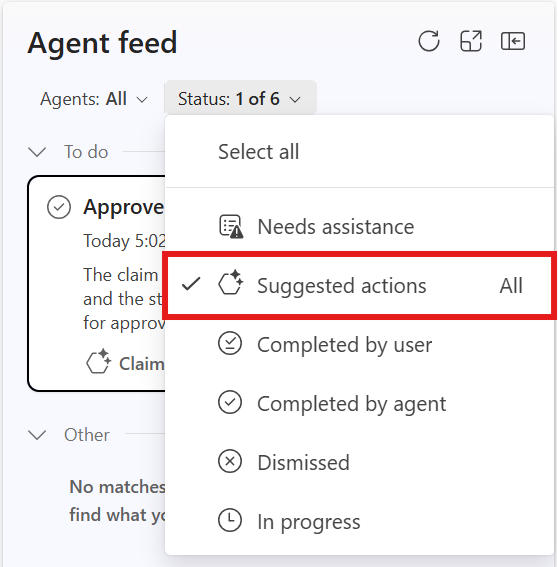 Agent feed
Agents: All
Status: 1 of 6
Select all
To do
Approve
Today 5:02
The claim
and the st
for approv
Claim
Needs assistance
Suggested actions All
Completed by user
Completed by agent
Dismissed
In progress
Other
No matches
find what yo